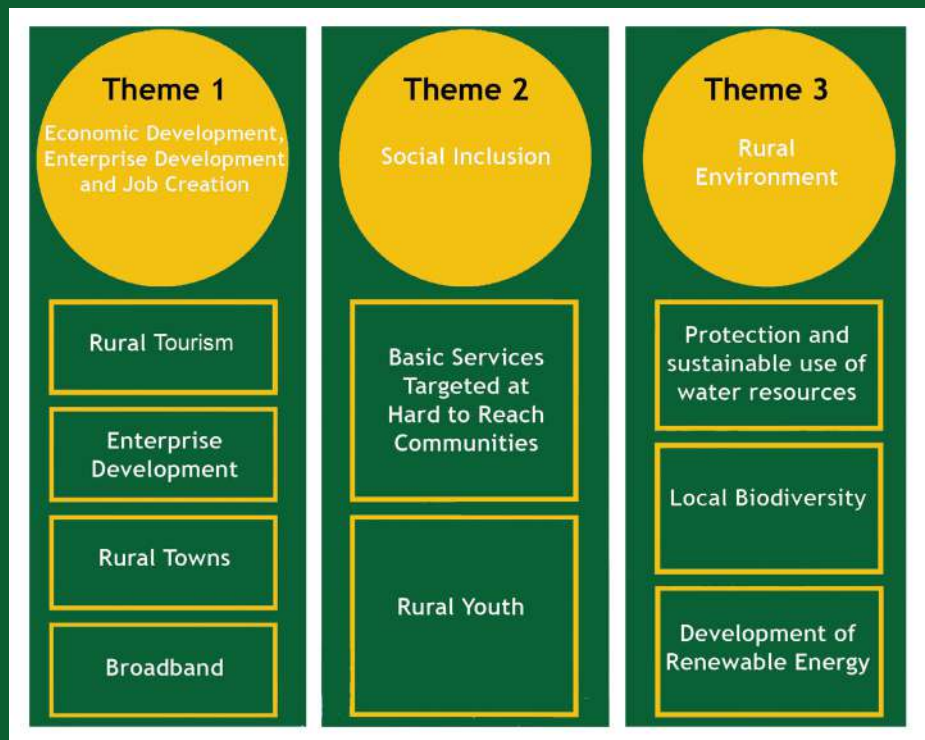 Theme 1
Economic Development,
Enterprise Development
and Job Creation
Rural Tourism
Enterprise
Development
Rural Towns
Broadband
Theme 2
Social Inclusion
Basic Services
Targeted at
Hard to Reach
Communities
Rural Youth
Theme 3
Rural
Environment
Protection and
sustainable use of
water resources
Local Biodiversity
Development of
Renewable Energy